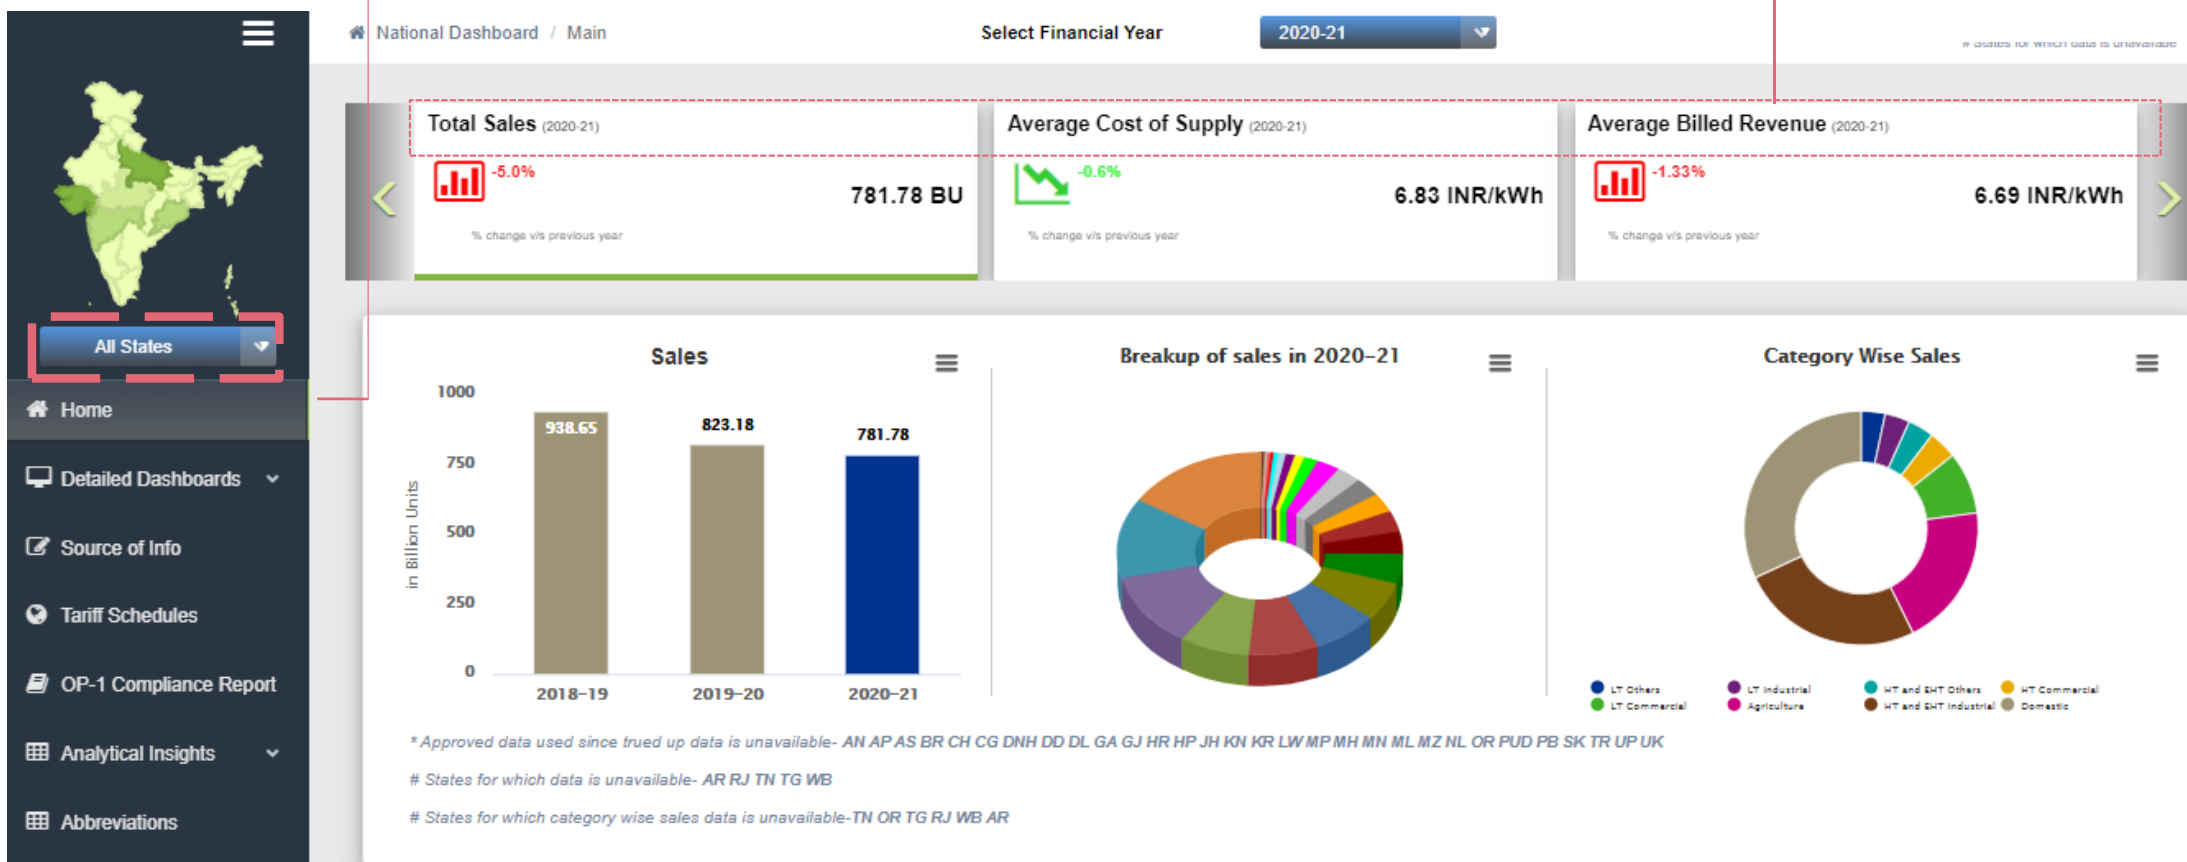 National Dashboard / Main
Select Financial Year
2020-21
# States for which data is unavailable
All States
Home
Detailed Dashboards
Source of Info
Tariff Schedules
OP-1 Compliance Report
Analytical Insights
Abbreviations
Total Sales (2020-21)
-5.0%
781.78 BU
% change v/s previous year
Average Cost of Supply (2020-21)
-0.6%
6.83 INR/kWh
% change v/s previous year
Average Billed Revenue (2020-21)
-1.33%
6.69 INR/kWh
% change v/s previous year
Sales
1000
750
500
250
0
in Billion Units
938.65
823.18
781.78
2018-19
2019-20
2020-21
Breakup of sales in 2020-21
Category Wise Sales
LT Others
LT Industrial
HT and EHT Others
HT Commercial
LT Commercial
Agriculture
HT and EHT Industrial
Domestic
* Approved data used since trued up data is unavailable- AN AP AS BR CH CG DNH DD DL GA GJ HR HP JH KN KR LW MP MH MN ML MZ NL OR PUD PB SK TR UP UK
# States for which data is unavailable- AR RJ TN TG WB
# States for which category wise sales data is unavailable-TN OR TG RJ WB AR